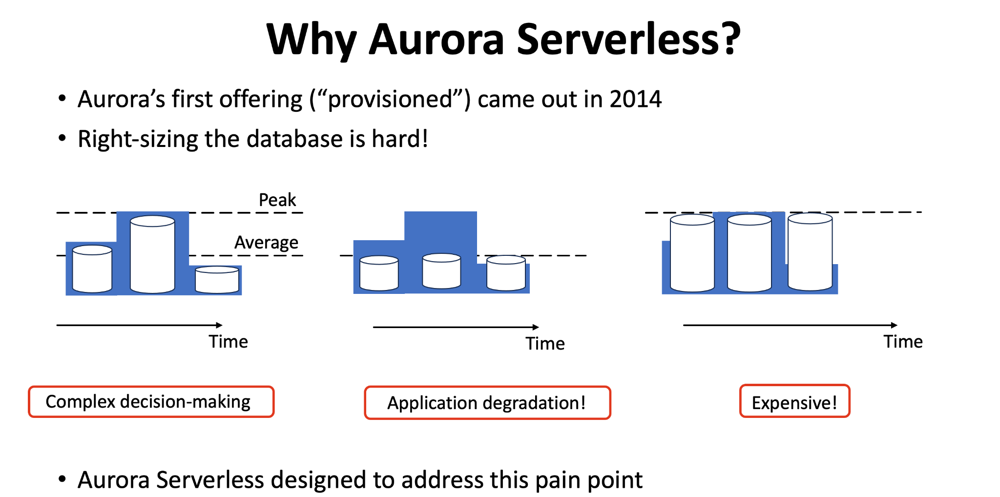 Why Aurora Serverless?
• Aurora’s first offering (“provisioned”) came out in 2014
• Right-sizing the database is hard!
Peak
Average
Time
Time
Time
Complex decision-making
Application degradation!
Expensive!
• Aurora Serverless designed to address this pain point